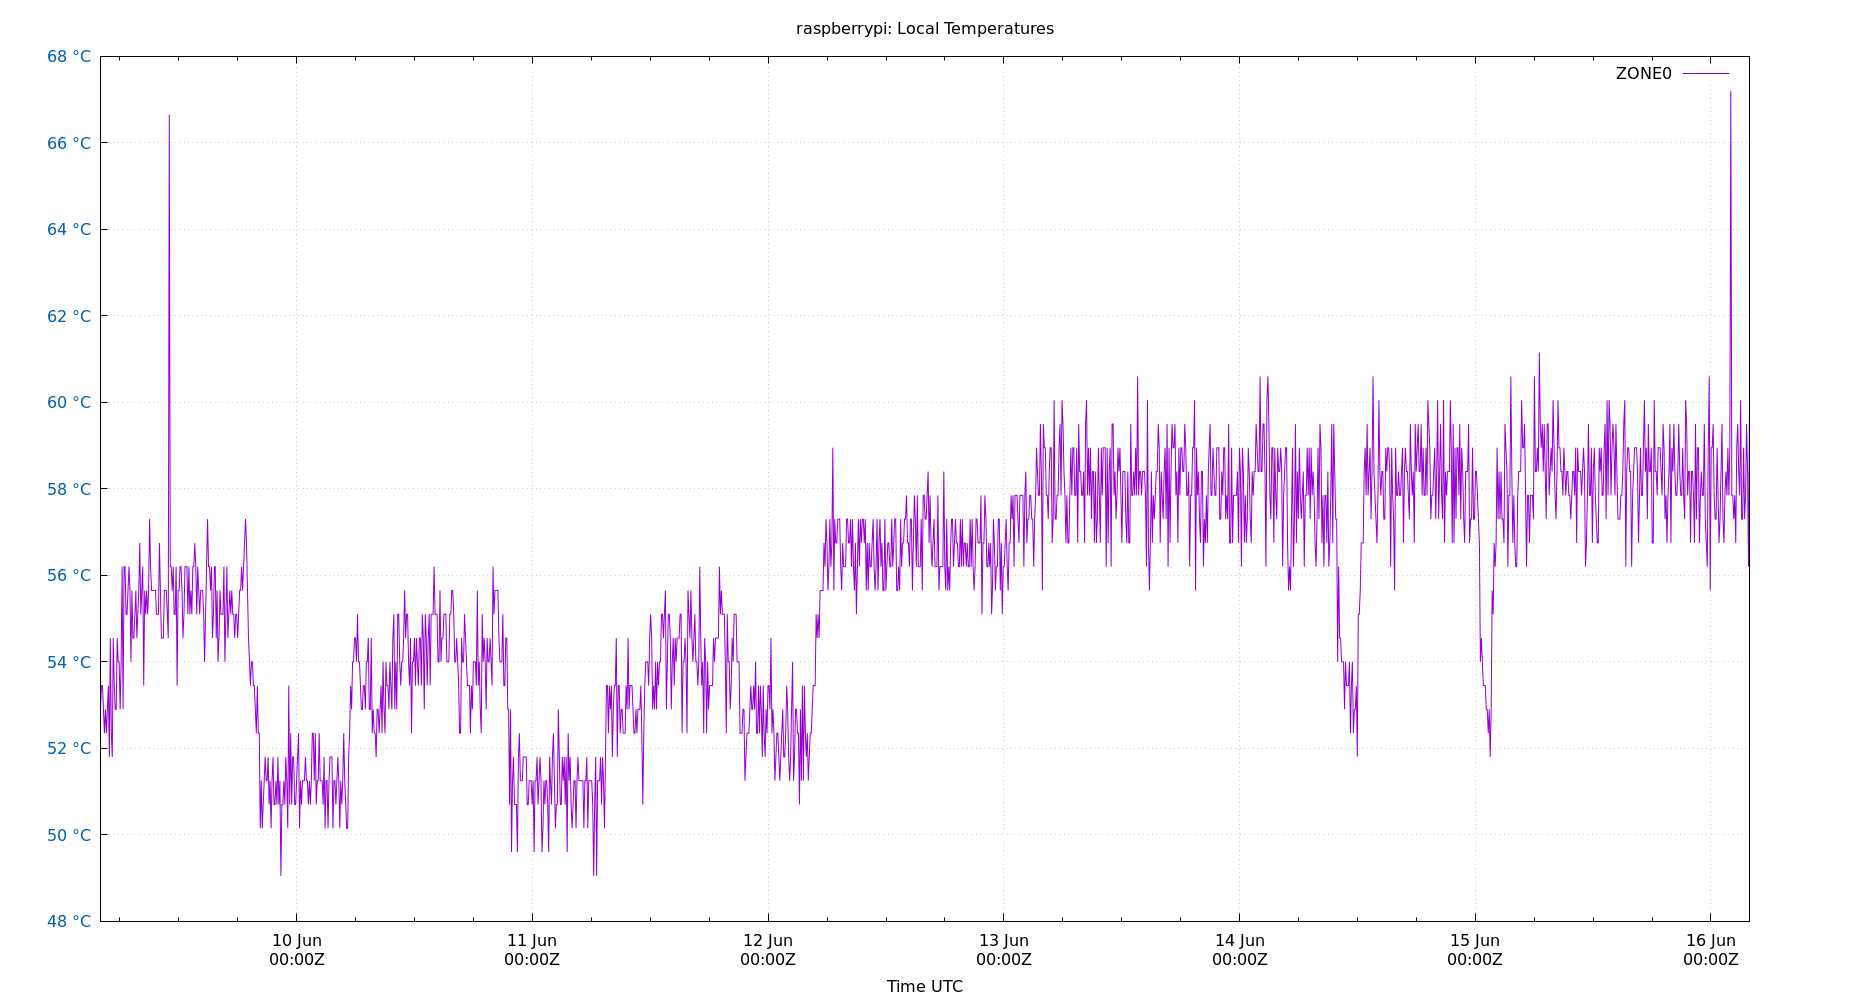 raspberrypi: Local Temperatures
68 °C
66 °C
64 °C
62 °C
60 °C
58 °C
56 °C
54 °C
52 °C
50 °C
48 °C
ZONE0
10 Jun
00:00Z
11 Jun
00:00Z
12 Jun
00:00Z
13 Jun
00:00Z
14 Jun
00:00Z
15 Jun
00:00Z
16 Jun
00:00Z
Time UTC